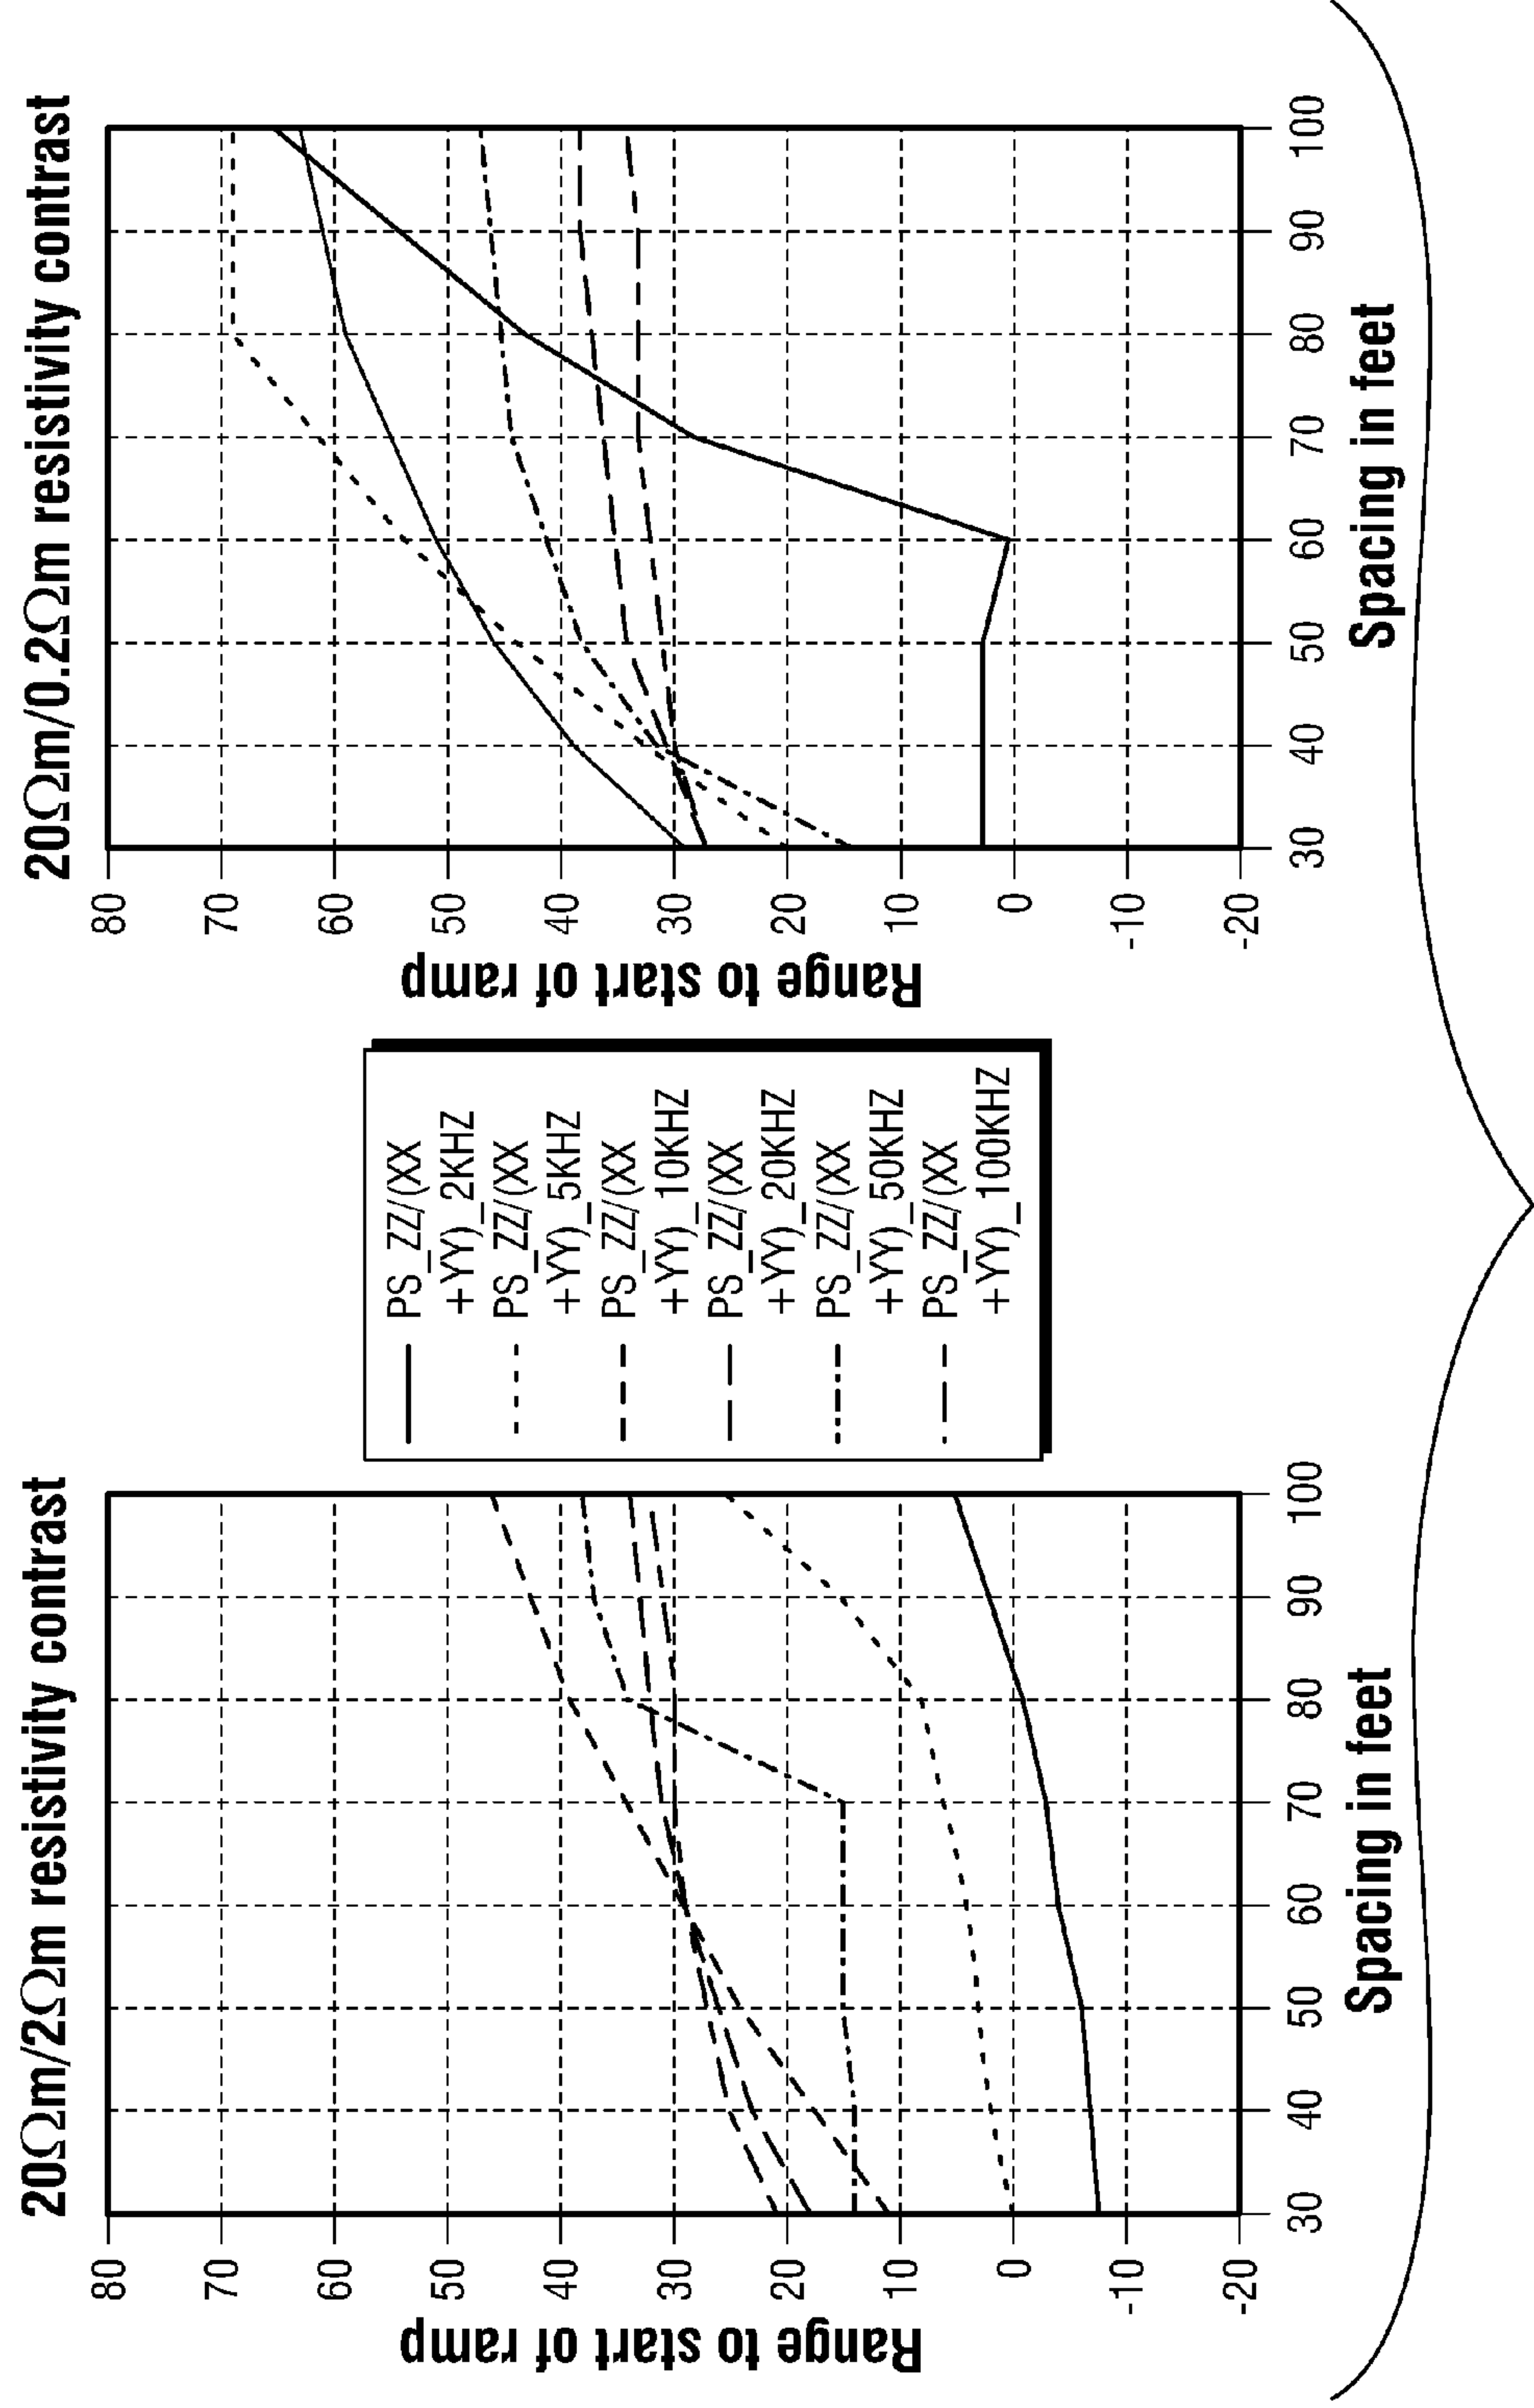 20Ωm/2Ωm resistivity contrast
Range to start of ramp
80
70
60
50
40
30
20
10
0
-10
-20
30
40
50
60
70
80
90
100
Spacing in feet
PS_ZZ/(XX
+YY)_2KHZ
PS_ZZ/(XX
+YY)_5KHZ
PS_ZZ/(XX
+YY)_10KHZ
PS_ZZ/(XX
+YY)_20KHZ
PS_ZZ/(XX
+YY)_50KHZ
PS_ZZ/(XX
+YY)_100KHZ
20Ωm/0.2Ωm resistivity contrast
Range to start of ramp
80
70
60
50
40
30
20
10
0
-10
-20
30
40
50
60
70
80
90
100
Spacing in feet